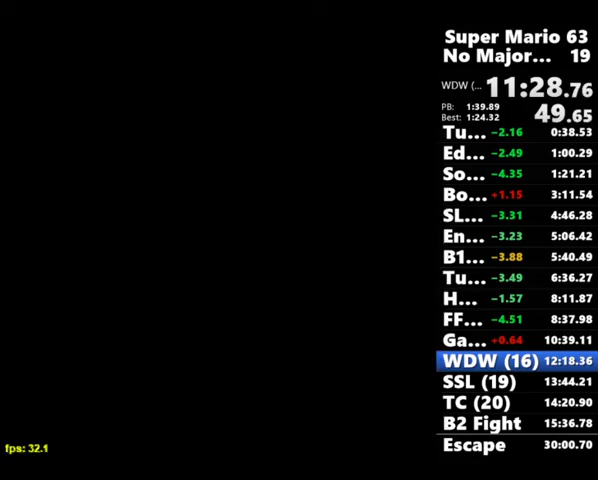 Super Mario 63
No Major... 19
WDW (... 11:28.76
PB: 1:39.89
Best: 1:24.32 49.65
Tu... −2.16 0:38.53
Ed... −2.49 1:00.29
So... −4.35 1:21.21
Bo... +1.15 3:11.54
SL... −3.31 4:46.28
En... −3.23 5:06.42
B1... −3.88 5:40.49
Tu... −3.49 6:36.27
H... −1.57 8:11.87
FF... −4.51 8:37.98
Ga... +0.64 10:39.11
WDW (16) 12:18.36
SSL (19) 13:44.21
TC (20) 14:20.90
B2 Fight 15:36.78
Escape 30:00.70
fps: 32.1